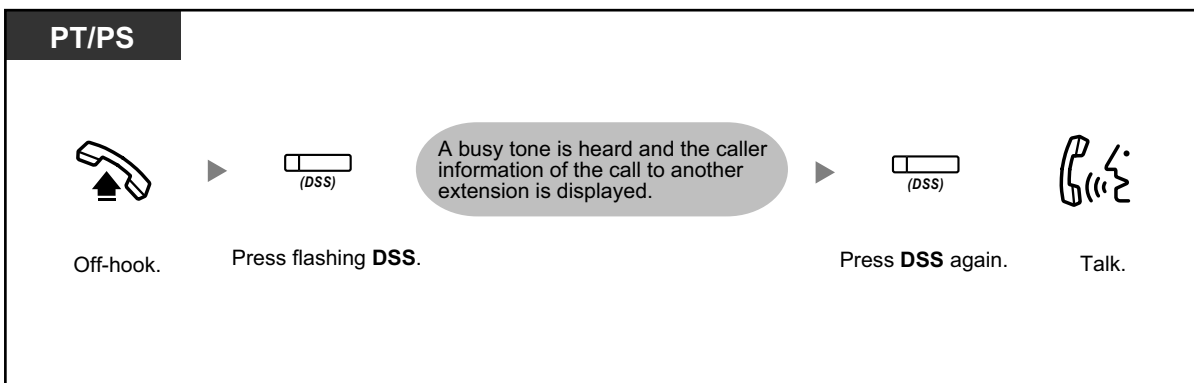 PT/PS
A busy tone is heard and the caller
information of the call to another
extension is displayed.
(DSS)
(DSS)
Off-hook.
Press flashing DSS.
Press DSS again.
Talk.